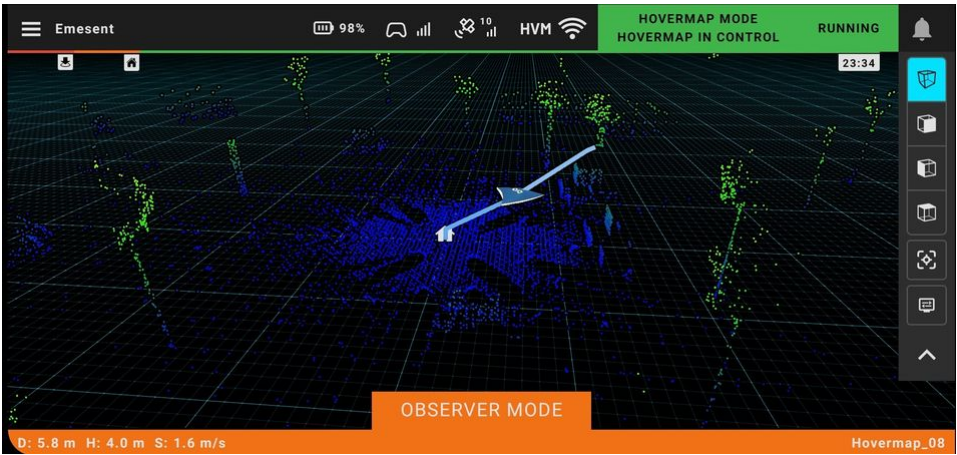 Emesent
98%
10
HVM
HOVERMAP MODE
HOVERMAP IN CONTROL
RUNNING
23:34
OBSERVER MODE
D: 5.8 m H: 4.0 m S: 1.6 m/s
Hovermap_08